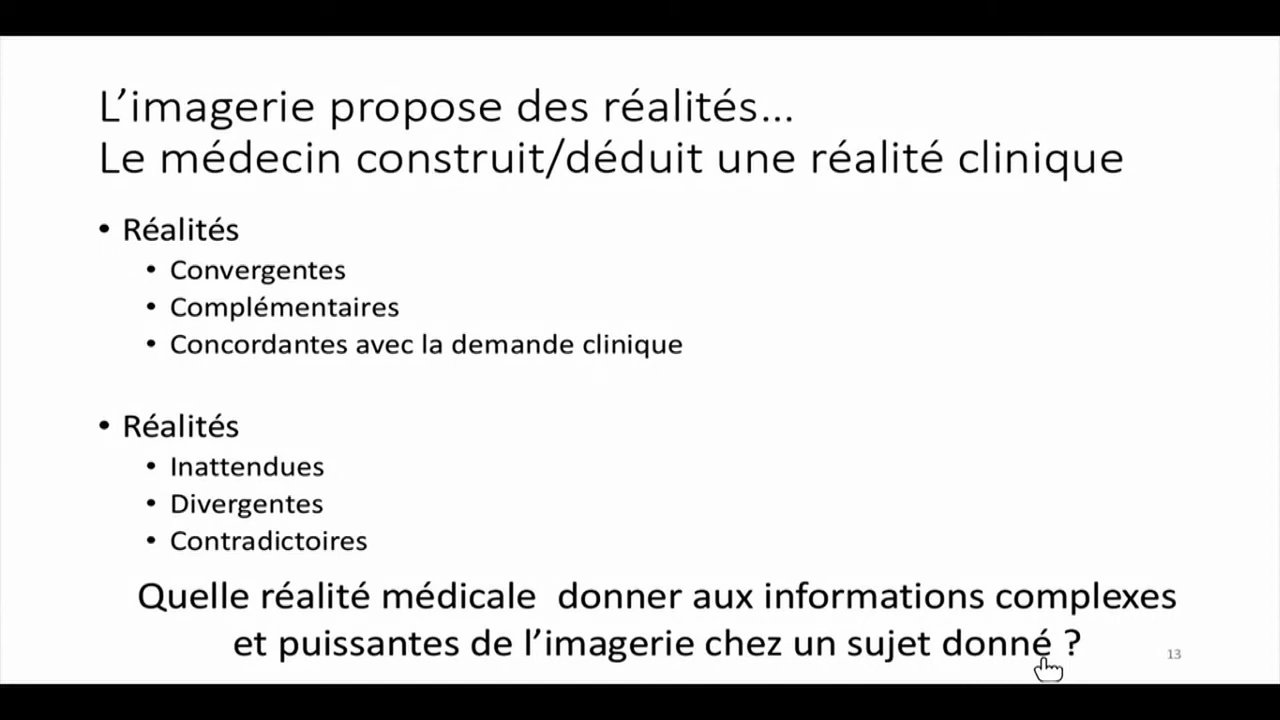 L'imagerie propose des réalités...
Le médecin construit/déduit une réalité clinique
• Réalités
• Convergentes
• Complémentaires
• Concordantes avec la demande clinique
• Réalités
• Inattendues
• Divergentes
• Contradictoires
Quelle réalité médicale  donner aux informations complexes
et puissantes de l'imagerie chez un sujet donné ?
13